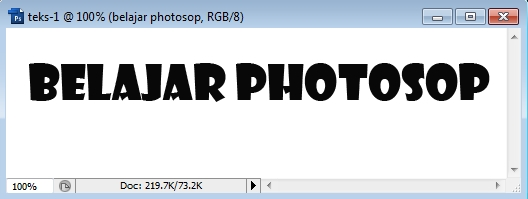 teks-1 @ 100% (belajar photosop, RGB/8)
BELAJAR PHOTOSOP
100% Doc: 219.7K/73.2K